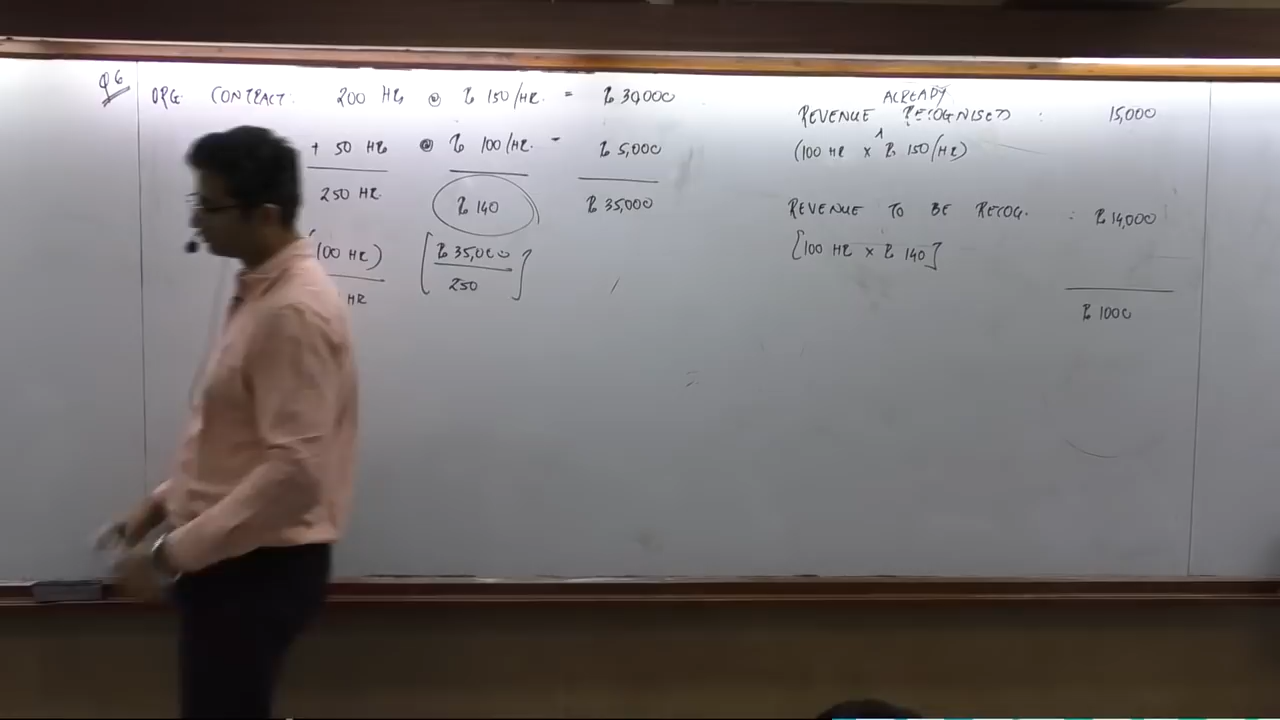 Q6
ORG. CONTRACT: 200 HR @ ₹ 150/HR. = ₹ 30,000
+ 50 HR @ ₹ 100/HR. = ₹ 5,000
250 HR. ₹ 140 ₹ 35,000
(100 HR) [₹ 35,000
HR 250]
ALREADY
REVENUE ^ RECOGNISED : 15,000
(100 HR x ₹ 150/HR)
REVENUE TO BE RECOG. : ₹ 14,000
[100 HR x ₹ 140]
₹ 1000